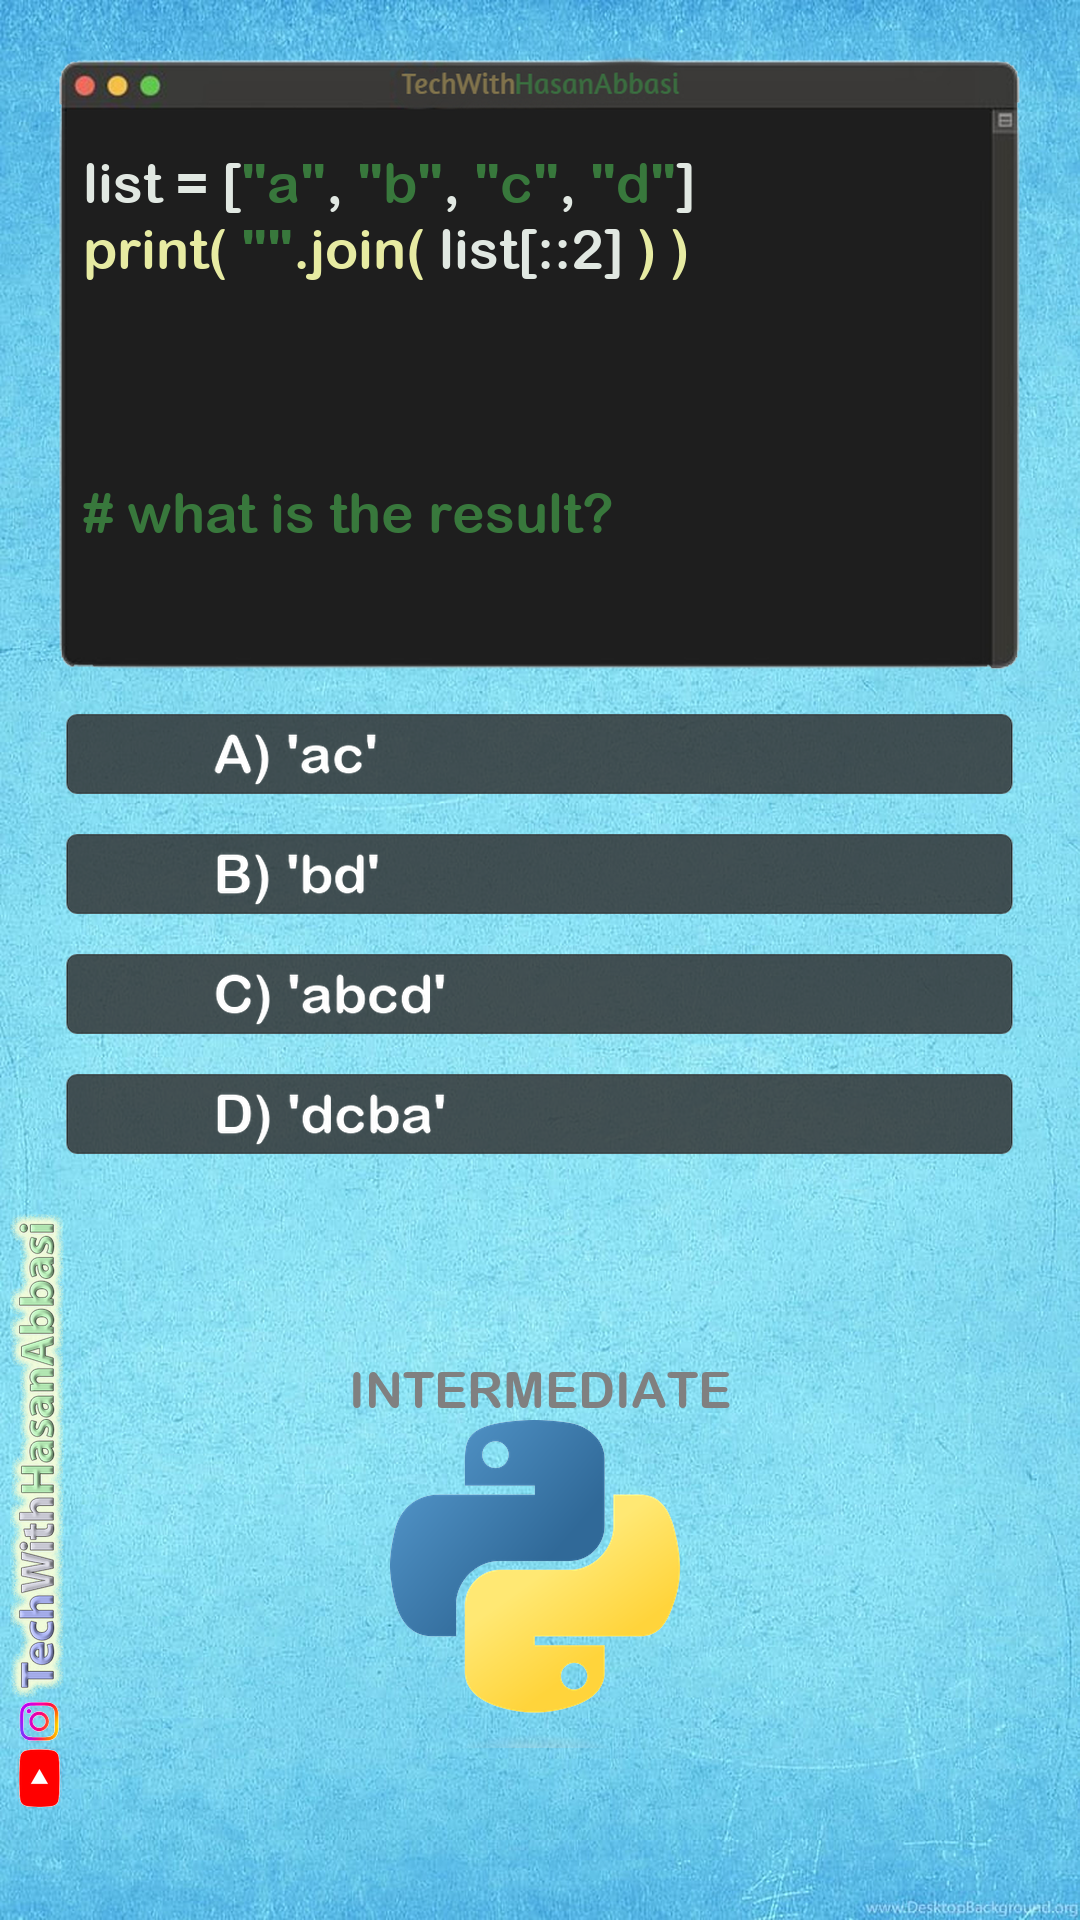 TechWithHasanAbbasi
list = ["a", "b", "c", "d"]
print( "".join( list[::2] ) )
# what is the result?
A) 'ac'
B) 'bd'
C) 'abcd'
D) 'dcba'
INTERMEDIATE
TechWithHasanAbbasi
www.DesktopBackground.org